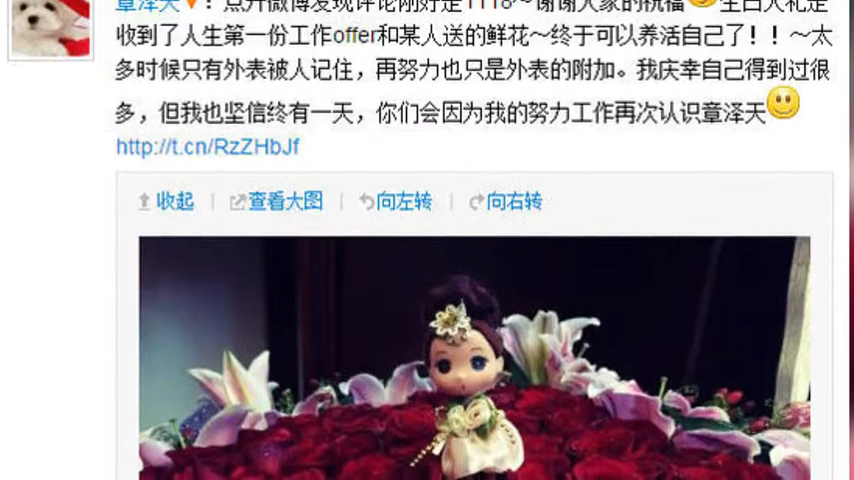 章泽天！点开微博发现评论刚好是1118～谢谢大家的祝福 生日大礼是
收到了人生第一份工作offer和某人送的鲜花～终于可以养活自己了！！～太
多时候只有外表被人记住，再努力也只是外表的附加。我庆幸自己得到过很
多，但我也坚信终有一天，你们会因为我的努力工作再次认识章泽天
http://t.cn/RzZHbJf
收起 | 查看大图 | 向左转 | 向右转